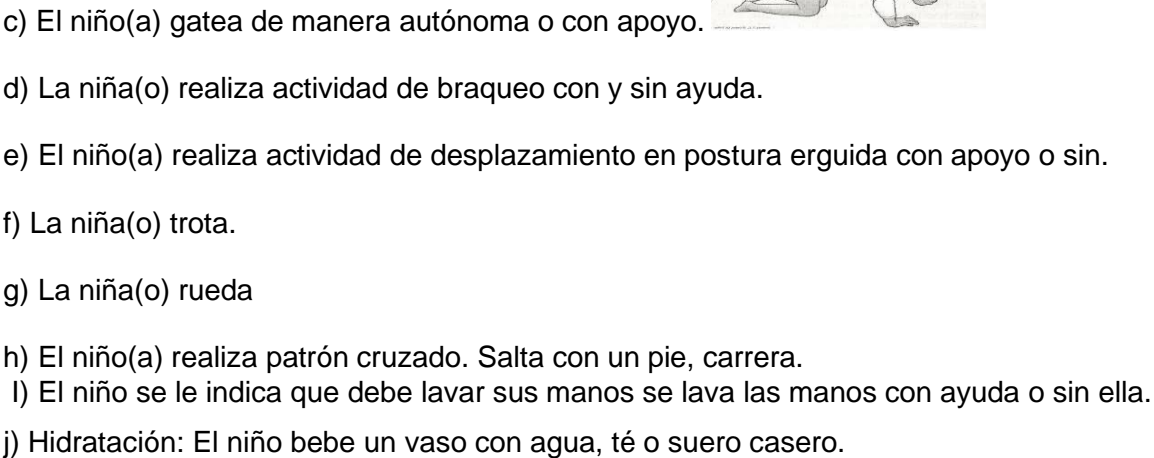 c) El niño(a) gatea de manera autónoma o con apoyo.
d) La niña(o) realiza actividad de braqueo con y sin ayuda.
e) El niño(a) realiza actividad de desplazamiento en postura erguida con apoyo o sin.
f) La niña(o) trota.
g) La niña(o) rueda
h) El niño(a) realiza patrón cruzado. Salta con un pie, carrera.
I) El niño se le indica que debe lavar sus manos se lava las manos con ayuda o sin ella.
j) Hidratación: El niño bebe un vaso con agua, té o suero casero.